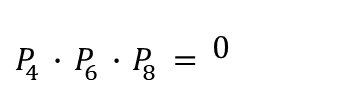 P₄ · P₆ · P₈ = 0